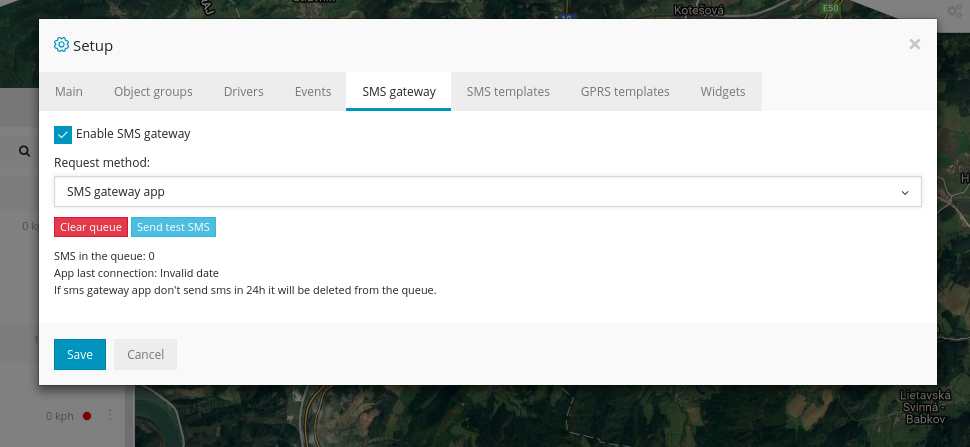 Kotešová
E50
Setup
×
Main Object groups Drivers Events SMS gateway SMS templates GPRS templates Widgets
Enable SMS gateway
Request method:
SMS gateway app
Clear queue Send test SMS
SMS in the queue: 0
App last connection: Invalid date
If sms gateway app don't send sms in 24h it will be deleted from the queue.
Save Cancel
0 kph
Lietavská
Svinná -
Babkov